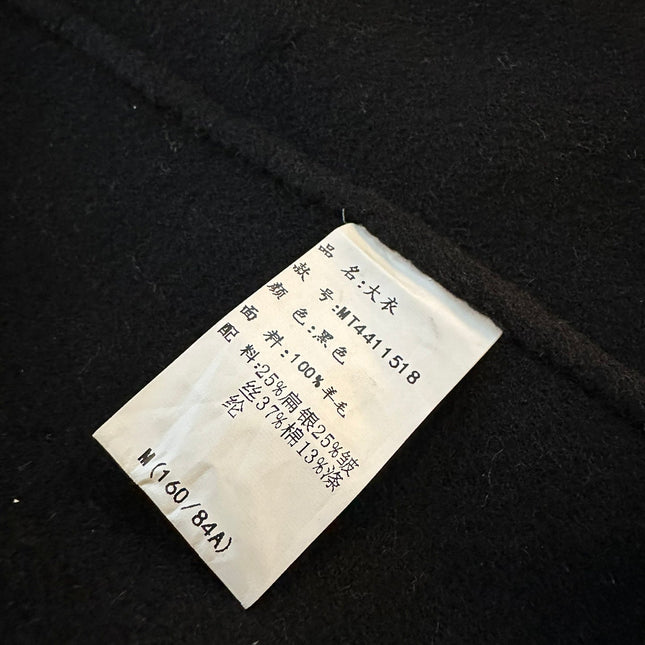 品 名:大衣
款 号:MT4411518
颜 色:黑色
面 料:100%羊毛
配 料:25%扁银25%皱
丝37%棉13%涤
纶
M(160/84A)